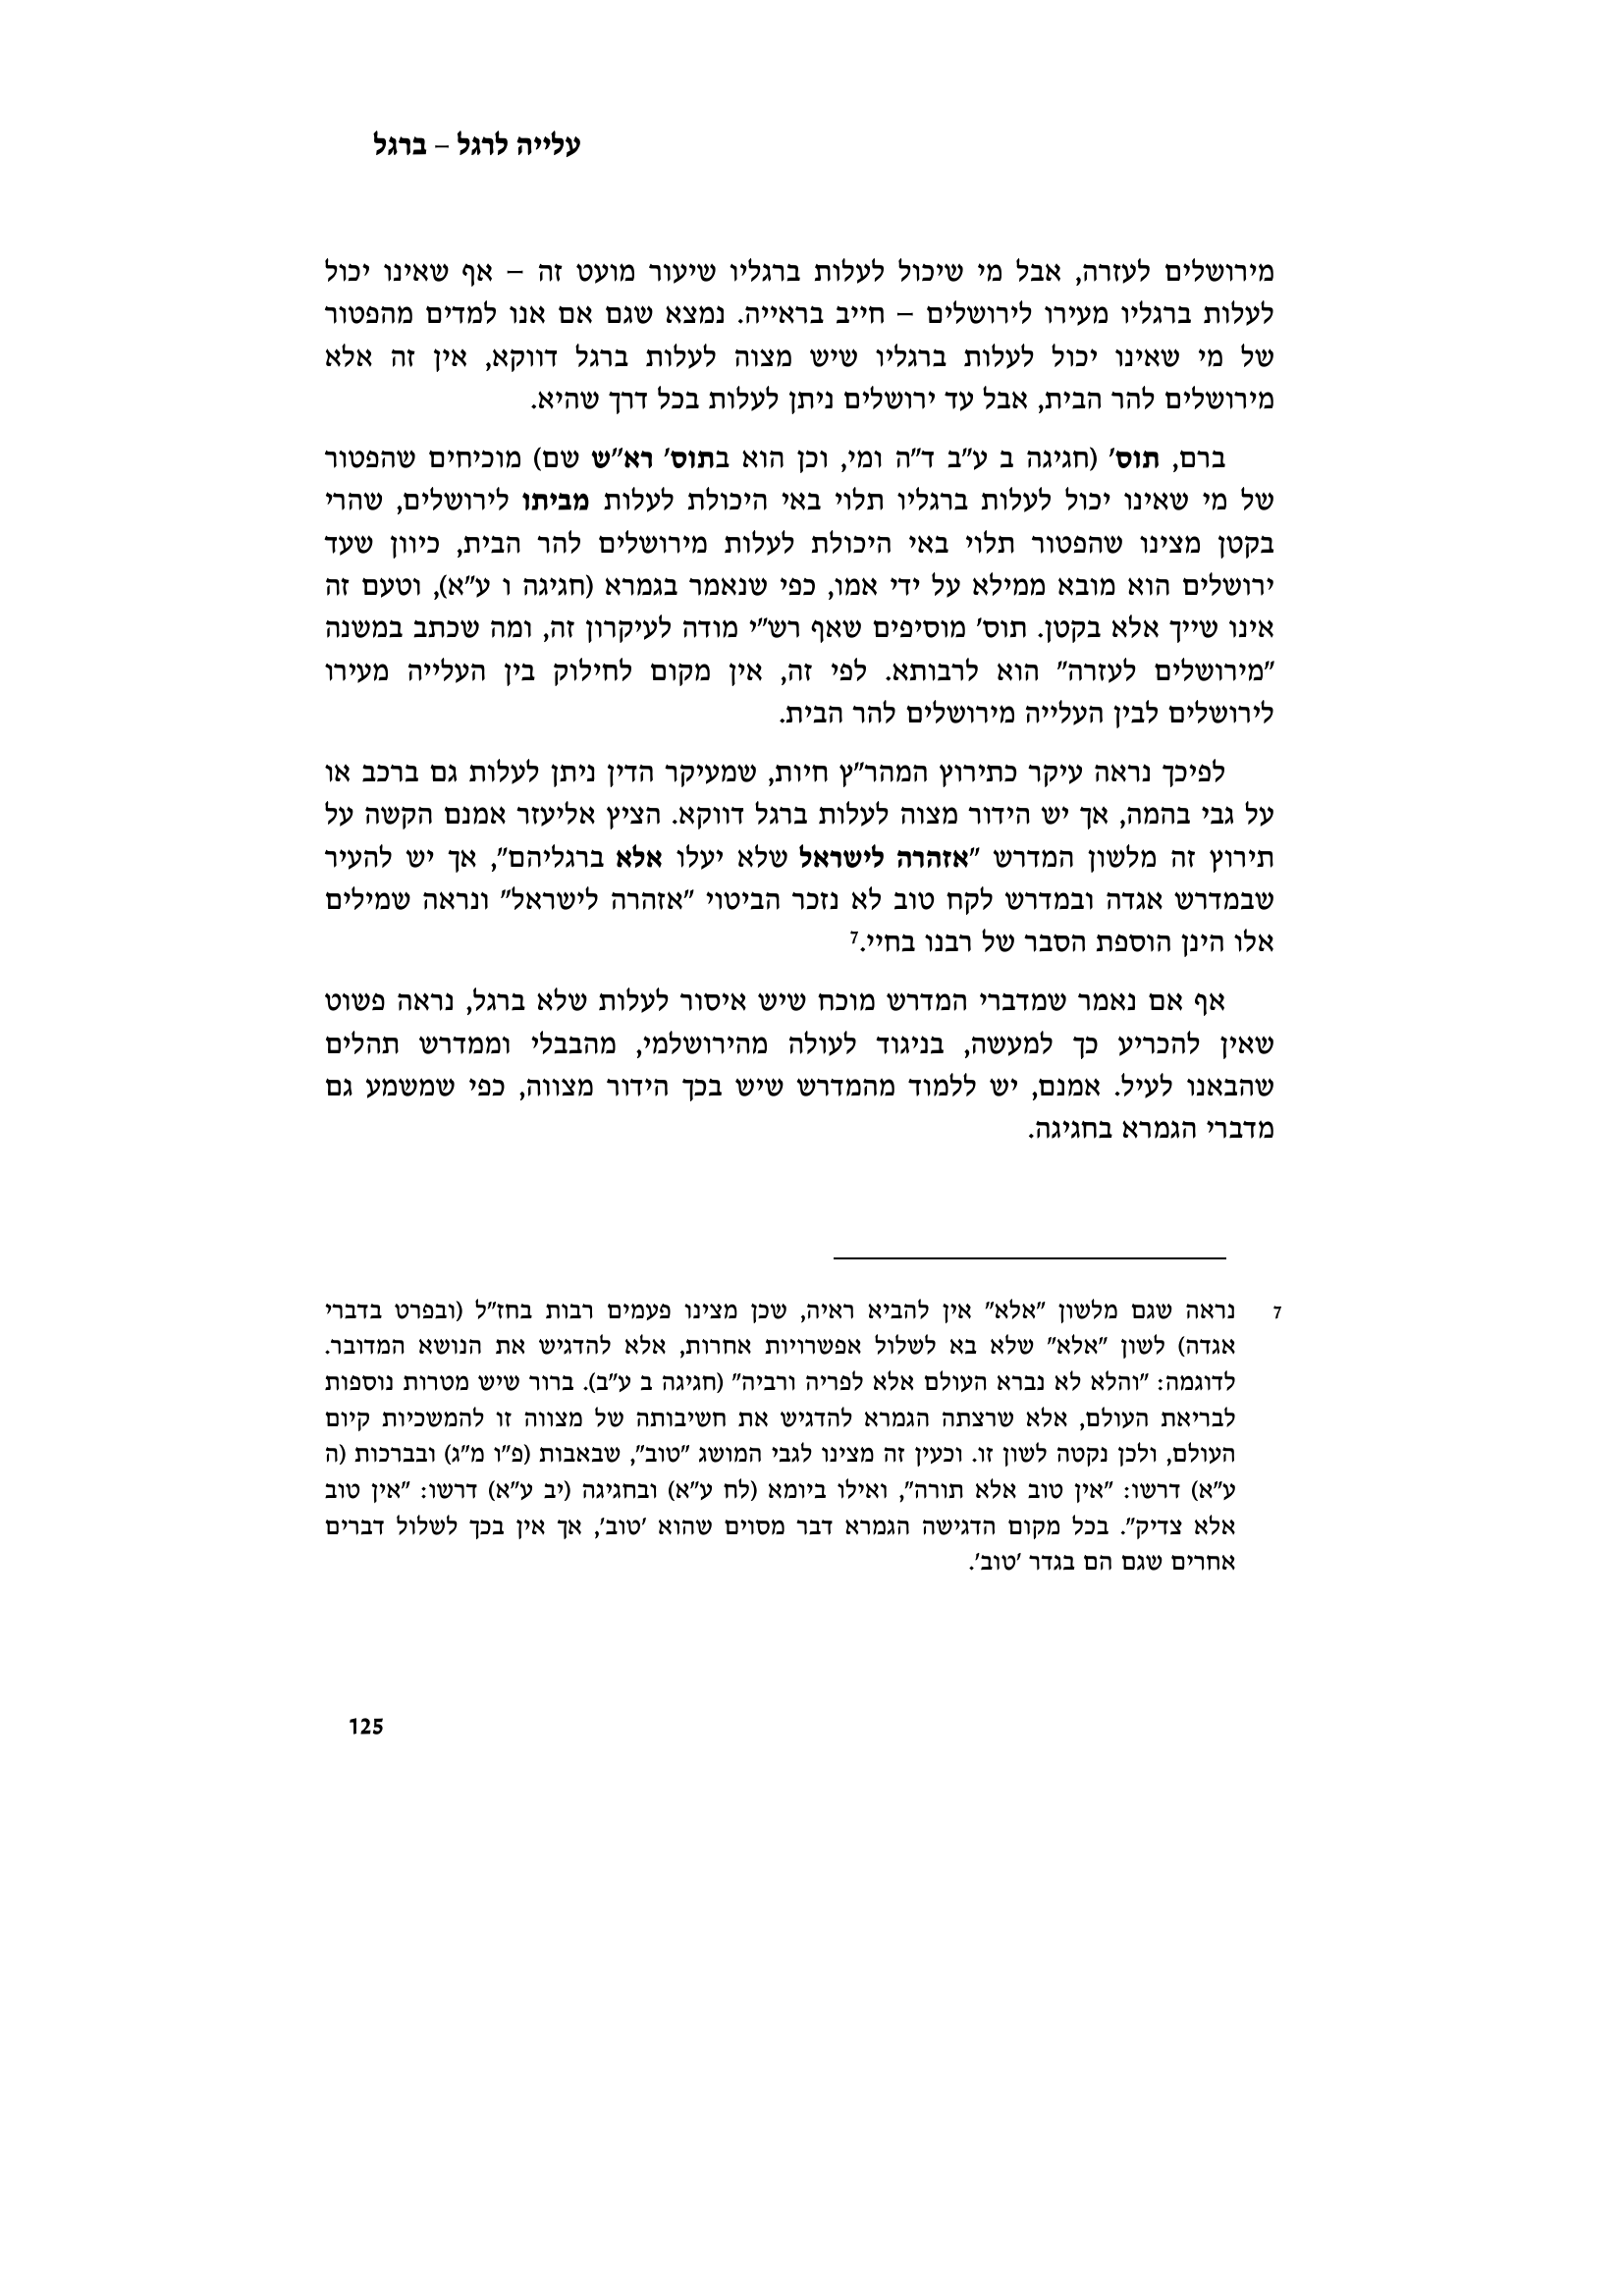 עלייה לרגל – ברגל
מירושלים לעזרה, אבל מי שיכול לעלות ברגליו שיעור מועט זה – אף שאינו יכול
לעלות ברגליו מעירו לירושלים – חייב בראייה. נמצא שגם אם אנו למדים מהפטור
של מי שאינו יכול לעלות ברגליו שיש מצוה לעלות ברגל דווקא, אין זה אלא
מירושלים להר הבית, אבל עד ירושלים ניתן לעלות בכל דרך שהיא.
ברם, תוס' (חגיגה ב ע"ב ד"ה ומי, וכן הוא בתוס' רא"ש שם) מוכיחים שהפטור
של מי שאינו יכול לעלות ברגליו תלוי באי היכולת לעלות מביתו לירושלים, שהרי
בקטן מצינו שהפטור תלוי באי היכולת לעלות מירושלים להר הבית, כיוון שעד
ירושלים הוא מובא ממילא על ידי אמו, כפי שנאמר בגמרא (חגיגה ו ע"א), וטעם זה
אינו שייך אלא בקטן. תוס' מוסיפים שאף רש"י מודה לעיקרון זה, ומה שכתב במשנה
"מירושלים לעזרה" הוא לרבותא. לפי זה, אין מקום לחילוק בין העלייה מעירו
לירושלים לבין העלייה מירושלים להר הבית.
לפיכך נראה עיקר כתירוץ המהר"ץ חיות, שמעיקר הדין ניתן לעלות גם ברכב או
על גבי בהמה, אך יש הידור מצוה לעלות ברגל דווקא. הציץ אליעזר אמנם הקשה על
תירוץ זה מלשון המדרש "אזהרה לישראל שלא יעלו אלא ברגליהם", אך יש להעיר
שבמדרש אגדה ובמדרש לקח טוב לא נזכר הביטוי "אזהרה לישראל" ונראה שמילים
אלו הינן הוספת הסבר של רבנו בחיי.7
אף אם נאמר שמדברי המדרש מוכח שיש איסור לעלות שלא ברגל, נראה פשוט
שאין להכריע כך למעשה, בניגוד לעולה מהירושלמי, מהבבלי וממדרש תהלים
שהבאנו לעיל. אמנם, יש ללמוד מהמדרש שיש בכך הידור מצווה, כפי שמשמע גם
מדברי הגמרא בחגיגה.
7 נראה שגם מלשון "אלא" אין להביא ראיה, שכן מצינו פעמים רבות בחז"ל (ובפרט בדברי
אגדה) לשון "אלא" שלא בא לשלול אפשרויות אחרות, אלא להדגיש את הנושא המדובר.
לדוגמה: "והלא לא נברא העולם אלא לפריה ורביה" (חגיגה ב ע"ב). ברור שיש מטרות נוספות
לבריאת העולם, אלא שרצתה הגמרא להדגיש את חשיבותה של מצווה זו להמשכיות קיום
העולם, ולכן נקטה לשון זו. וכעין זה מצינו לגבי המושג "טוב", שבאבות (פ"ו מ"ג) ובברכות (ה
ע"א) דרשו: "אין טוב אלא תורה", ואילו ביומא (לח ע"א) ובחגיגה (יב ע"א) דרשו: "אין טוב
אלא צדיק". בכל מקום הדגישה הגמרא דבר מסוים שהוא 'טוב', אך אין בכך לשלול דברים
אחרים שגם הם בגדר 'טוב'.
125